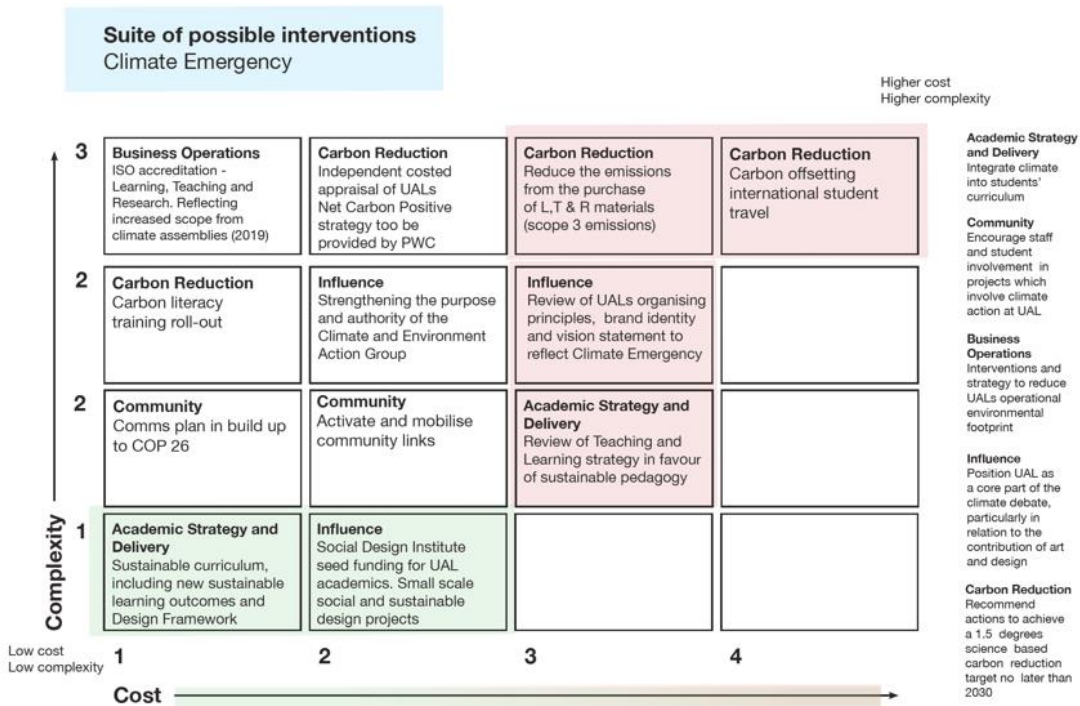 Suite of possible interventions
Climate Emergency
Higher cost
Higher complexity
3
Business Operations
ISO accreditation -
Learning, Teaching and
Research. Reflecting
increased scope from
climate assemblies (2019)
Carbon Reduction
Independent costed
appraisal of UALs
Net Carbon Positive
strategy too be
provided by PWC
Carbon Reduction
Reduce the emissions
from the purchase
of L,T & R materials
(scope 3 emissions)
Carbon Reduction
Carbon offsetting
international student
travel
2
Carbon Reduction
Carbon literacy
training roll-out
Influence
Strengthening the purpose
and authority of the
Climate and Environment
Action Group
Influence
Review of UALs organising
principles, brand identity
and vision statement to
reflect Climate Emergency
2
Community
Comms plan in build up
to COP 26
Community
Activate and mobilise
community links
Academic Strategy and
Delivery
Review of Teaching and
Learning strategy in favour
of sustainable pedagogy
1
Academic Strategy and
Delivery
Sustainable curriculum,
including new sustainable
learning outcomes and
Design Framework
Influence
Social Design Institute
seed funding for UAL
academics. Small scale
social and sustainable
design projects
Complexity
Low cost
Low complexity
1
2
3
4
Cost
Academic Strategy
and Delivery
Integrate climate
into students'
curriculum
Community
Encourage staff
and student
involvement in
projects which
involve climate
action at UAL
Business
Operations
Interventions and
strategy to reduce
UALs operational
environmental
footprint
Influence
Position UAL as
a core part of the
climate debate,
particularly in
relation to the
contribution of art
and design
Carbon Reduction
Recommend
actions to achieve
a 1.5 degrees
science based
carbon reduction
target no later than
2030